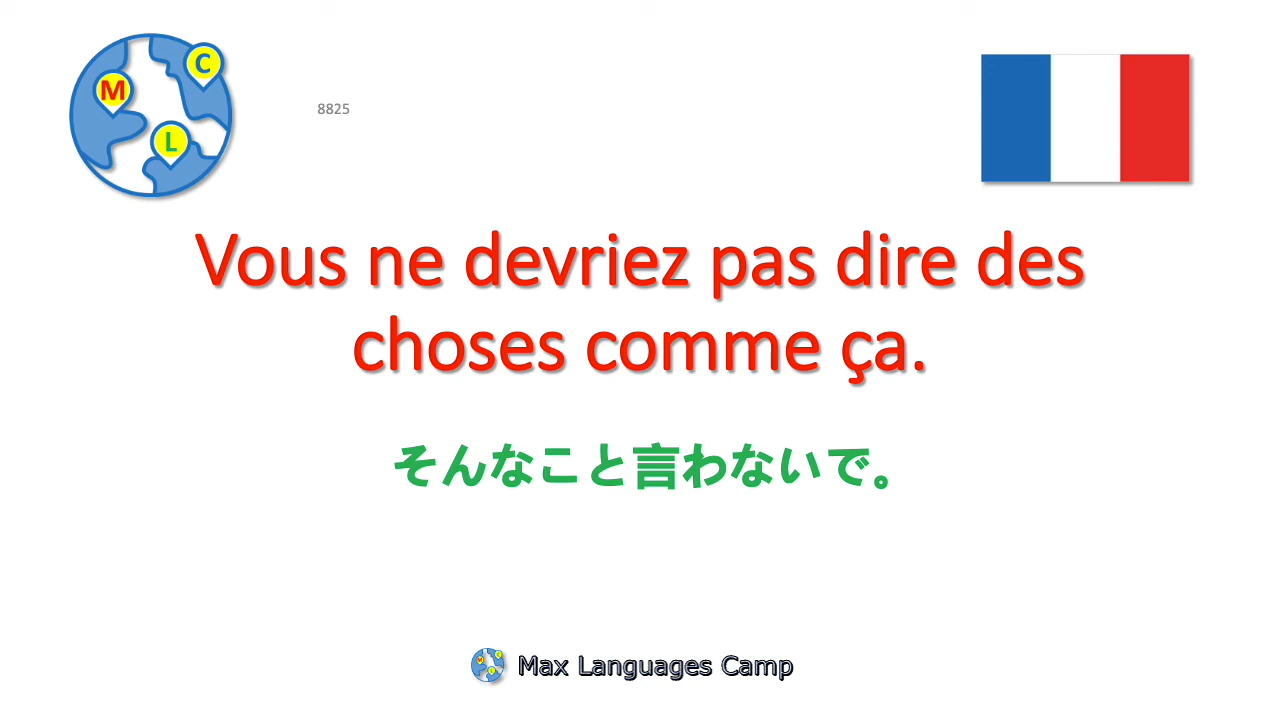 C
M
L
8825
Vous ne devriez pas dire des
choses comme ça.
そんなこと言わないで。
Max Languages Camp